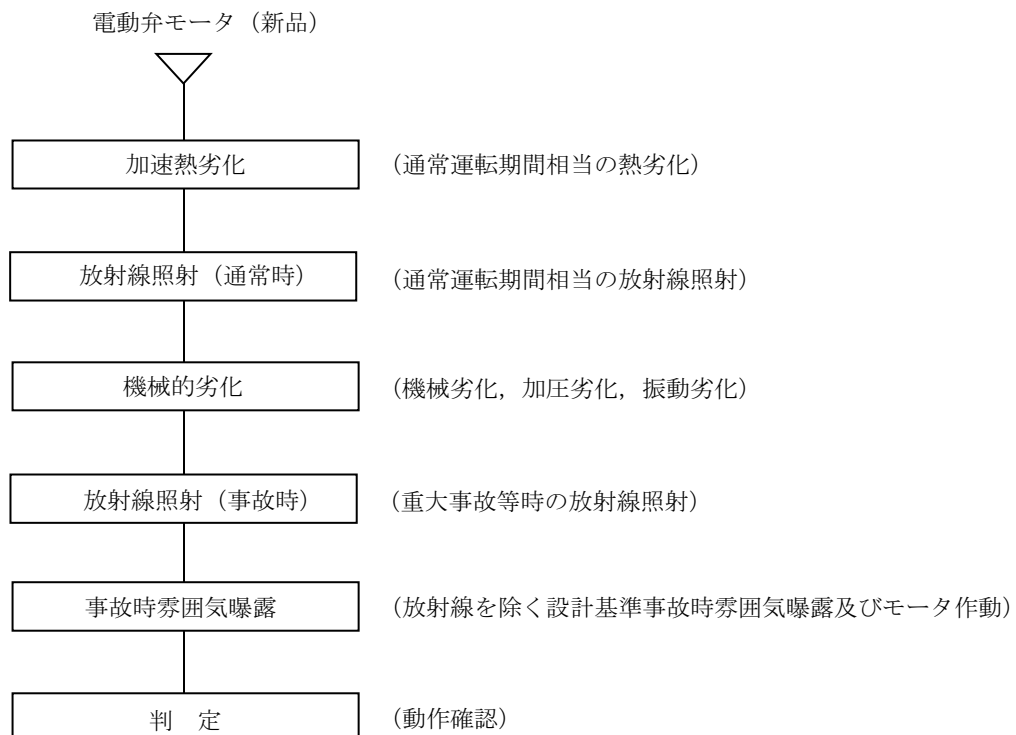 電動弁モータ（新品）
加速熱劣化 （通常運転期間相当の熱劣化）
放射線照射（通常時） （通常運転期間相当の放射線照射）
機械的劣化 （機械劣化，加圧劣化，振動劣化）
放射線照射（事故時） （重大事故等時の放射線照射）
事故時雰囲気曝露 （放射線を除く設計基準事故時雰囲気曝露及びモータ作動）
判　定 （動作確認）